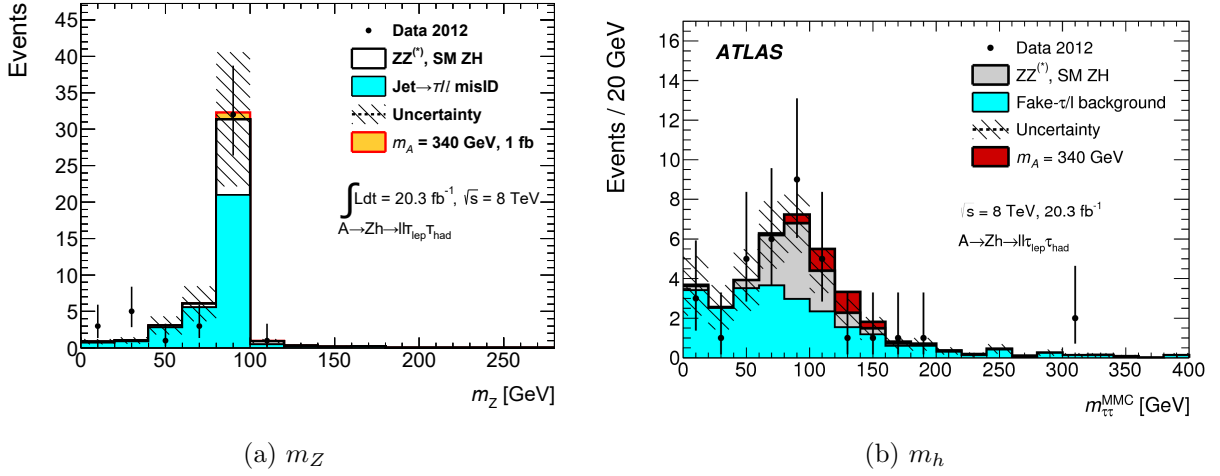 Events
45
40
35
30
25
20
15
10
5
0
Data 2012
ZZ(*), SM ZH
Jet→τ/l misID
Uncertainty
mA = 340 GeV, 1 fb
∫Ldt = 20.3 fb-1, √s = 8 TeV
A→Zh→llτlepτhad
0 50 100 150 200 250
mZ [GeV]
(a) mZ
Events / 20 GeV
16
14
12
10
8
6
4
2
0
ATLAS
Data 2012
ZZ(*), SM ZH
Fake-τ/l background
Uncertainty
mA = 340 GeV
√s = 8 TeV, 20.3 fb-1
A→Zh→llτlepτhad
0 50 100 150 200 250 300 350 400
mττMMC [GeV]
(b) mh